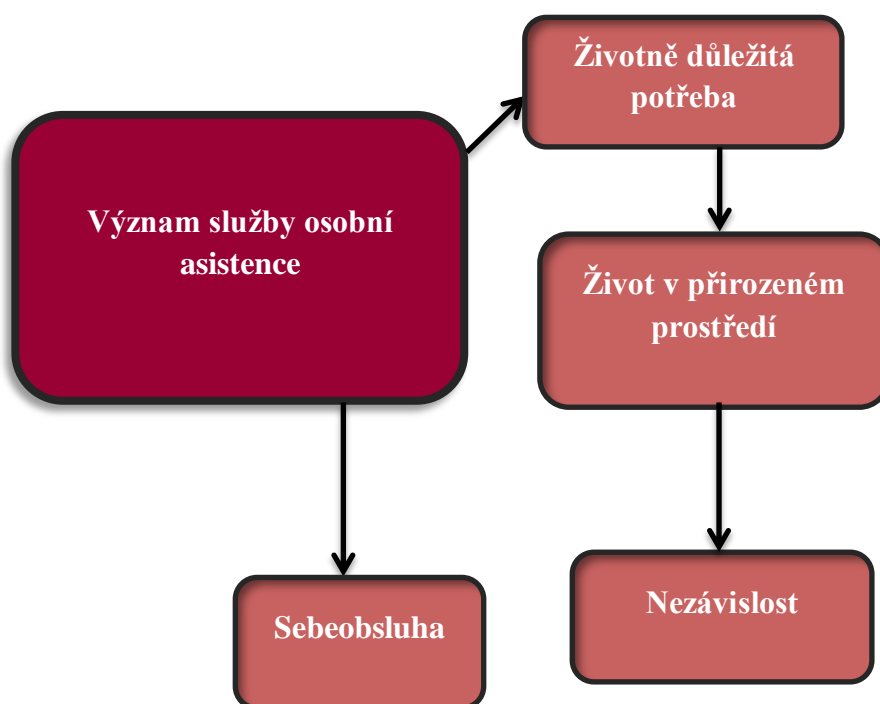 Životně důležitá
potřeba
Význam služby osobní
asistence
Život v přirozeném
prostředí
Sebeobsluha
Nezávislost